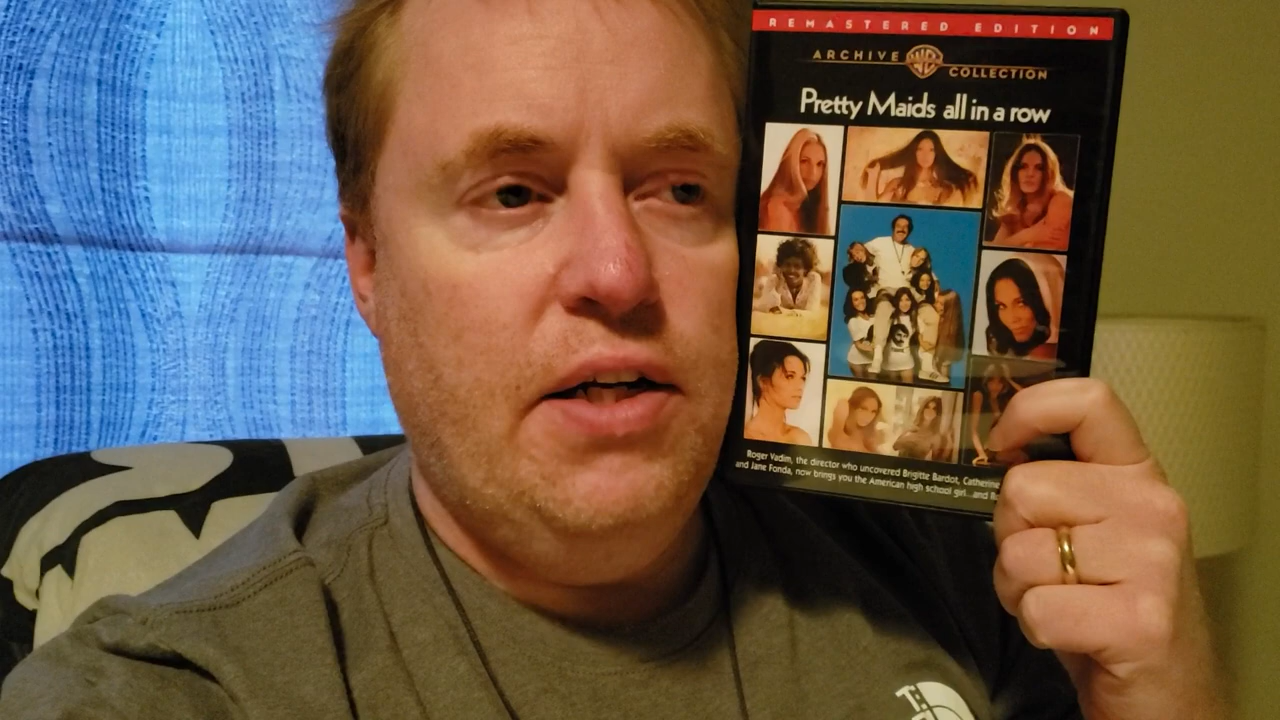 REMASTERED EDITION
ARCHIVE WB COLLECTION
Pretty Maids all in a row
Roger Vadim, the director who uncovered Brigitte Bardot, Catherine
and Jane Fonda, now brings you the American high school girl...and